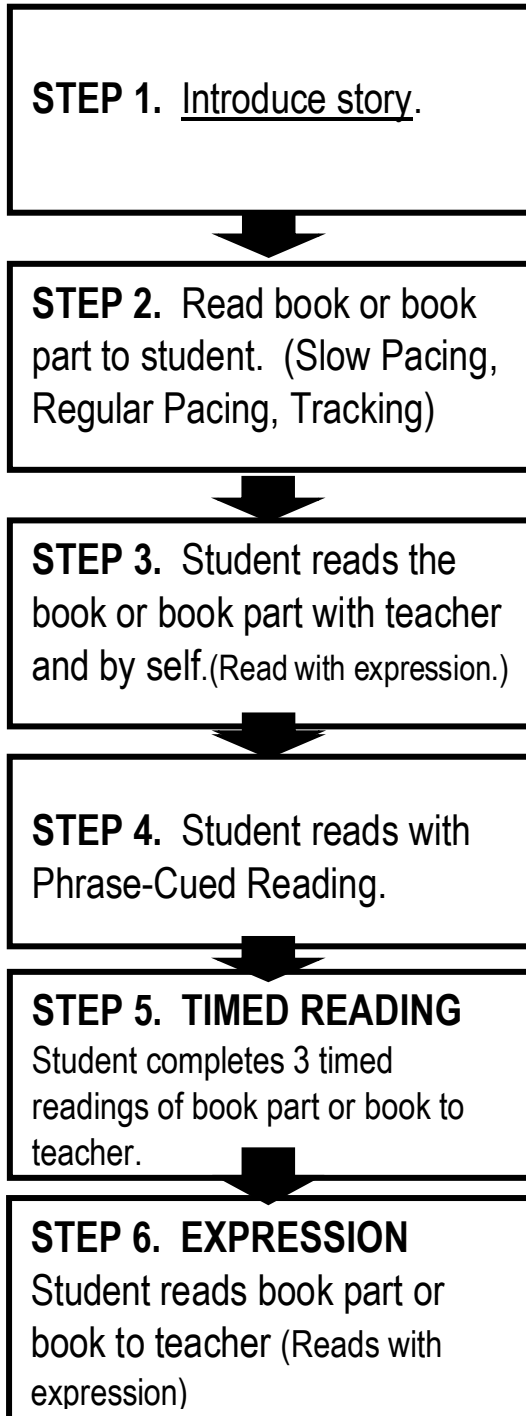 STEP 1. Introduce story.
STEP 2. Read book or book
part to student. (Slow Pacing,
Regular Pacing, Tracking)
STEP 3. Student reads the
book or book part with teacher
and by self.(Read with expression.)
STEP 4. Student reads with
Phrase-Cued Reading.
STEP 5. TIMED READING
Student completes 3 timed
readings of book part or book to
teacher.
STEP 6. EXPRESSION
Student reads book part or
book to teacher (Reads with
expression)